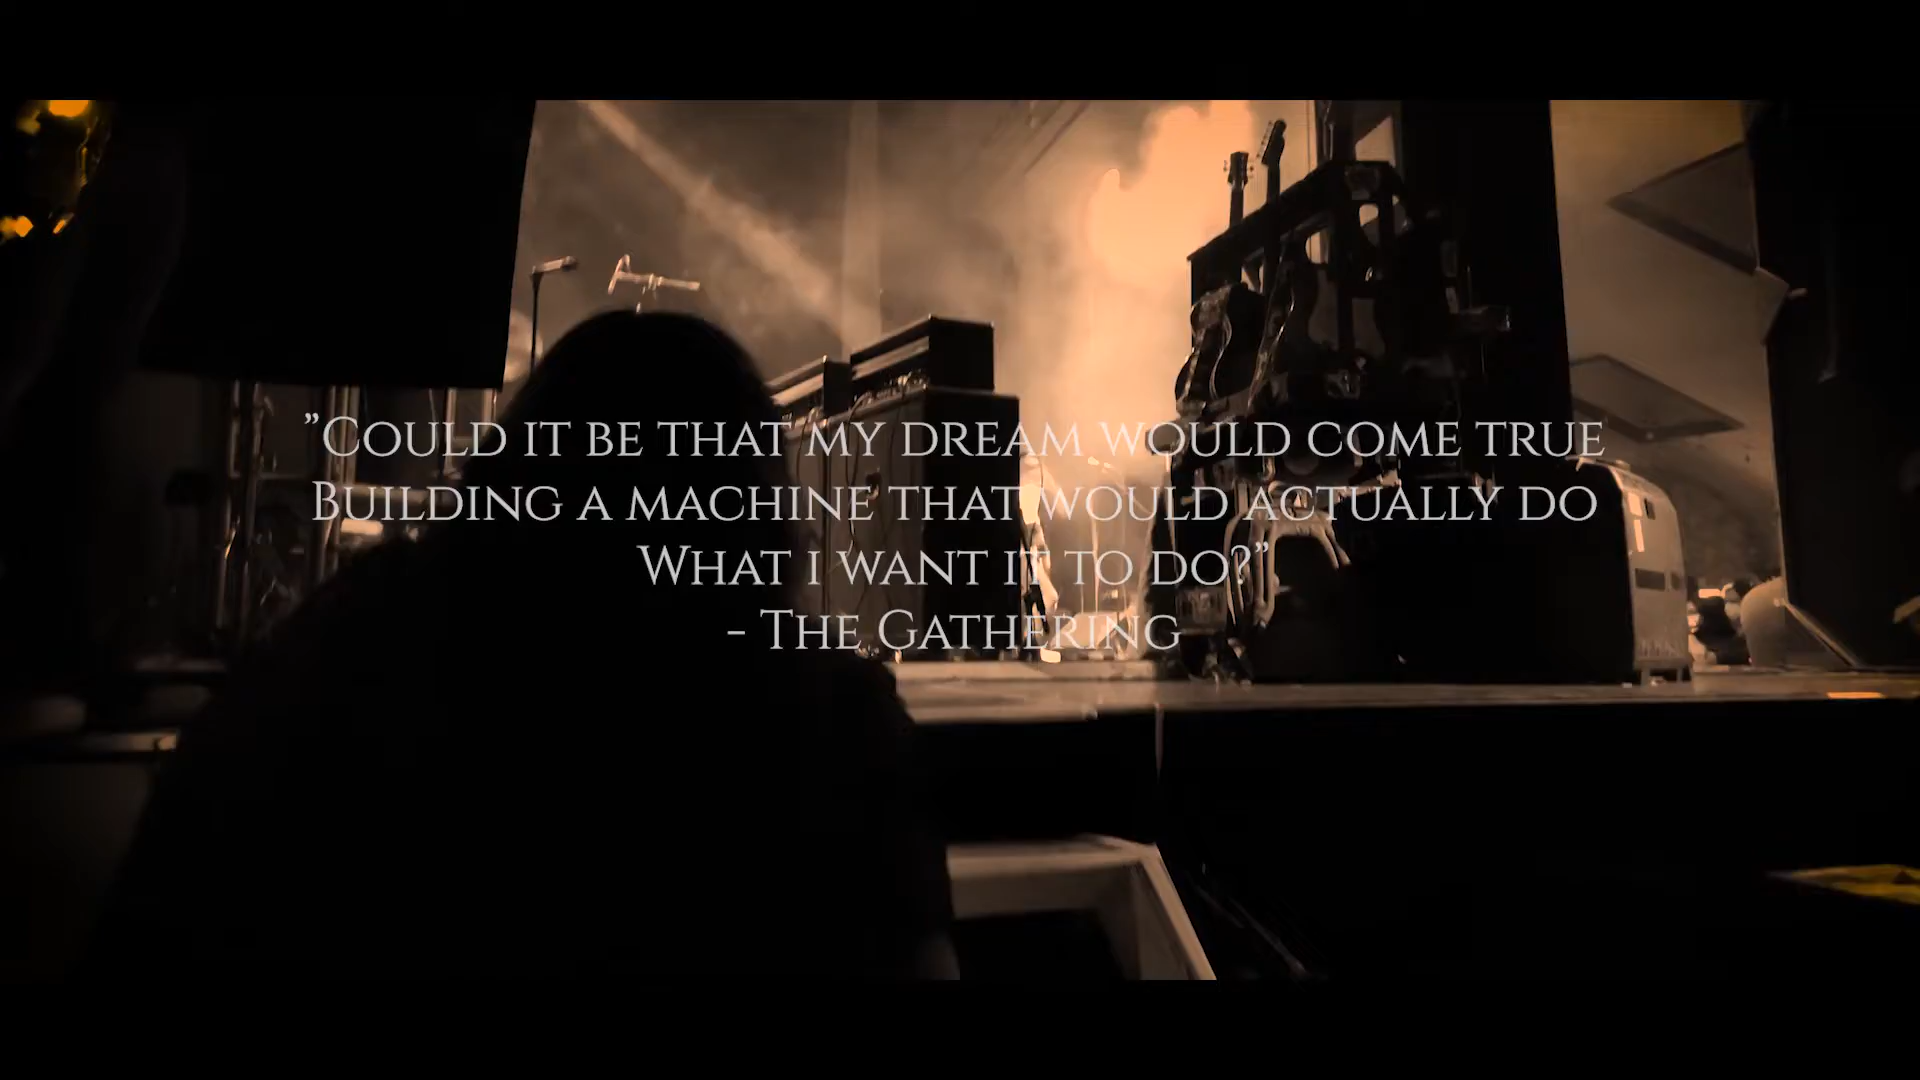 ”Could it be that my dream would come true
Building a machine that would actually do
What I want it to do?”
- The Gathering